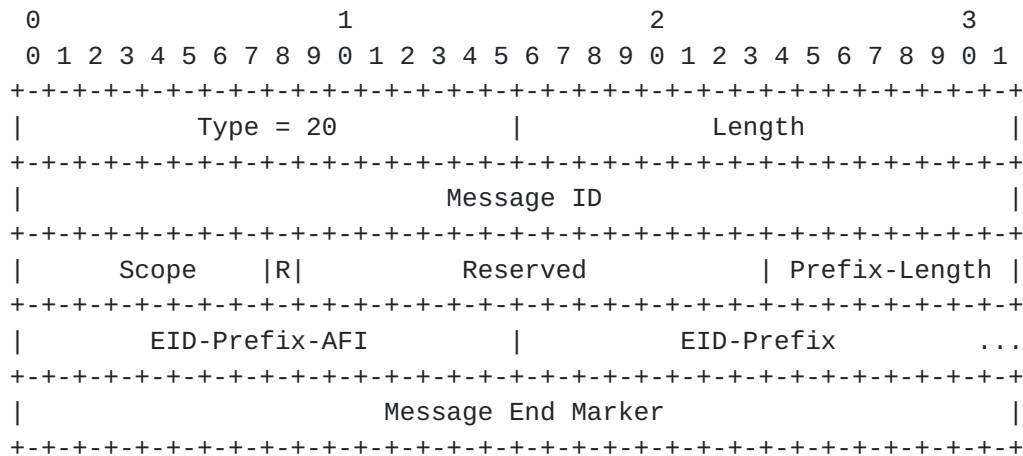 0                   1                   2                   3
 0 1 2 3 4 5 6 7 8 9 0 1 2 3 4 5 6 7 8 9 0 1 2 3 4 5 6 7 8 9 0 1
+-+-+-+-+-+-+-+-+-+-+-+-+-+-+-+-+-+-+-+-+-+-+-+-+-+-+-+-+-+-+-+-+
|           Type = 20           |            Length             |
+-+-+-+-+-+-+-+-+-+-+-+-+-+-+-+-+-+-+-+-+-+-+-+-+-+-+-+-+-+-+-+-+
|                           Message ID                          |
+-+-+-+-+-+-+-+-+-+-+-+-+-+-+-+-+-+-+-+-+-+-+-+-+-+-+-+-+-+-+-+-+
|      Scope    |R|          Reserved           | Prefix-Length |
+-+-+-+-+-+-+-+-+-+-+-+-+-+-+-+-+-+-+-+-+-+-+-+-+-+-+-+-+-+-+-+-+
|        EID-Prefix-AFI         |          EID-Prefix         ...
+-+-+-+-+-+-+-+-+-+-+-+-+-+-+-+-+-+-+-+-+-+-+-+-+-+-+-+-+-+-+-+-+
|                       Message End Marker                      |
+-+-+-+-+-+-+-+-+-+-+-+-+-+-+-+-+-+-+-+-+-+-+-+-+-+-+-+-+-+-+-+-+